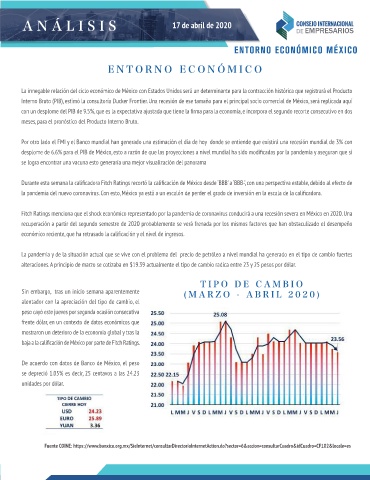 ANÁLISIS
17 de abril de 2020
CONSEJO INTERNACIONAL
DE EMPRESARIOS
ENTORNO ECONÓMICO MÉXICO
ENTORNO ECONÓMICO
La innegable relación del ciclo económico de México con Estados Unidos será un determinante para la contracción histórica que registrará el Producto
Interno Bruto (PIB), estimó la consultoría Ducker Frontier. Una recesión de ese tamaño para el principal socio comercial de México, será replicada aquí
con un desplome del PIB de 9.5%, que es la expectativa ajustada que tiene la firma para la economía, e incorpora el segundo recorte consecutivo en dos
meses, para el pronóstico del Producto Interno Bruto.
Por otro lado el FMI y el Banco mundial han generado una estimación el día de hoy donde se entiende que existirá una recesión mundial de 3% con
desplome de 6.6% para el PIB de México, esto a razón de que las proyecciones a nivel mundial ha sido modificadas por la pandemia y aseguran que si
se logra encontrar una vacuna esto generaría una mejor visualización del panorama
Durante esta semana la calificadora Fitch Ratings recortó la calificación de México desde 'BBB' a 'BBB-', con una perspectiva estable, debido al efecto de
la pandemia del nuevo coronavirus. Con esto, México ya está a un escalón de perder el grado de inversión en la escala de la calificadora.
Fitch Ratings menciona que el shock económico representado por la pandemia de coronavirus conducirá a una recesión severa en México en 2020. Una
recuperación a partir del segundo semestre de 2020 probablemente se verá frenada por los mismos factores que han obstaculizado el desempeño
económico reciente, que ha retrasado la calificación y el nivel de ingresos.
La pandemia y de la situación actual que se vive con el problema del precio de petróleo a nivel mundial ha generado en el tipo de cambio fuertes
alteraciones. A principio de marzo se cotizaba en $19.39 actualmente el tipo de cambio radica entre 23 y 25 pesos por dólar.
Sin embargo, tras un inicio semana aparentemente
alentador con la apreciación del tipo de cambio, el
peso cayó este jueves por segunda ocasión consecutiva
frente dólar, en un contexto de datos económicos que
mostraron un deterioro de la economía global y tras la
baja a la calificación de México por parte de Fitch Ratings.
De acuerdo con datos de Banco de México, el peso
se depreció 1.05% es decir, 25 centavos a las 24.23
unidades por dólar.
TIPO DE CAMBIO
CIERRE HOY
USD 24.23
EURO 25.89
YUAN 3.36
TIPO DE CAMBIO
(MARZO - ABRIL 2020)
25.50
25.00
24.50
24.00
23.50
23.00
22.50
22.00
21.50
21.00
22.15
25.08
23.56
L M M J V S D L M M J V S D L M M J V S D L M M J V S D L M M J
Fuente COINE: https://www.banxico.org.mx/SieInternet/consultarDirectorioInternetAction.do?sector=6&accion=consultarCuadro&idCuadro=CF102&locale=es